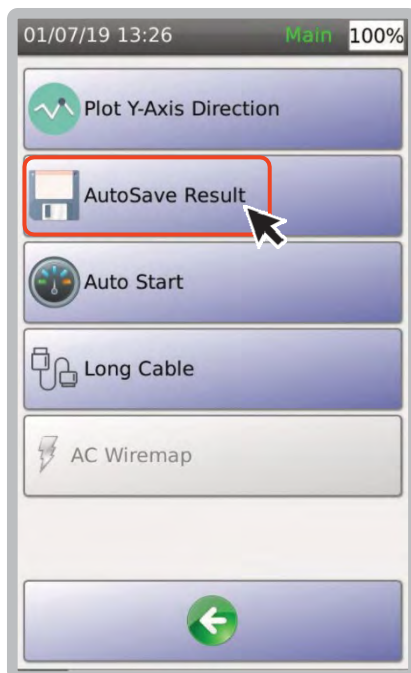 01/07/19 13:26 Main 100%
Plot Y-Axis Direction
AutoSave Result
Auto Start
Long Cable
AC Wiremap